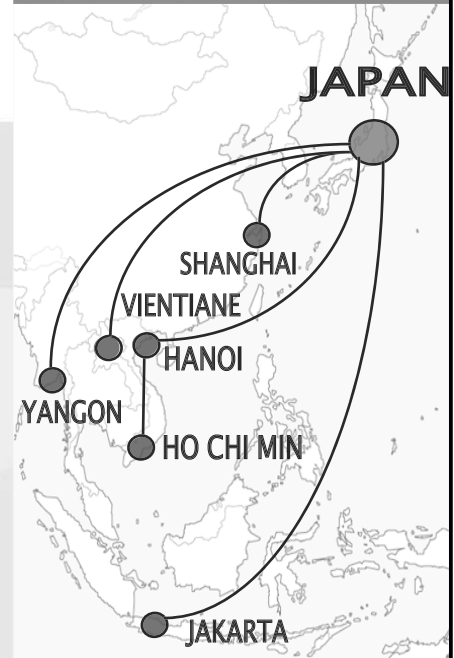 JAPAN
SHANGHAI
VIENTIANE
HANOI
YANGON
HO CHI MIN
JAKARTA